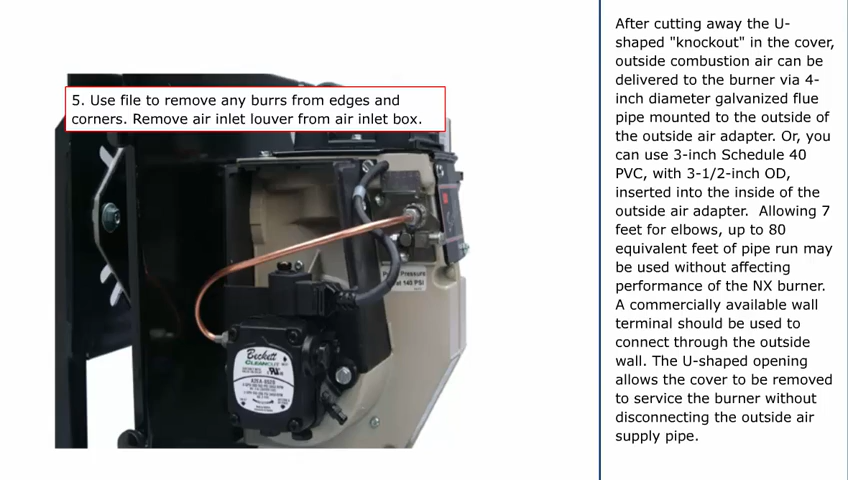 5. Use file to remove any burrs from edges and
corners. Remove air inlet louver from air inlet box.
Pressure
at 140 PSI
Beckett
CLEANCUT
After cutting away the U-
shaped "knockout" in the cover,
outside combustion air can be
delivered to the burner via 4-
inch diameter galvanized flue
pipe mounted to the outside of
the outside air adapter. Or, you
can use 3-inch Schedule 40
PVC, with 3-1/2-inch OD,
inserted into the inside of the
outside air adapter.  Allowing 7
feet for elbows, up to 80
equivalent feet of pipe run may
be used without affecting
performance of the NX burner.
A commercially available wall
terminal should be used to
connect through the outside
wall. The U-shaped opening
allows the cover to be removed
to service the burner without
disconnecting the outside air
supply pipe.